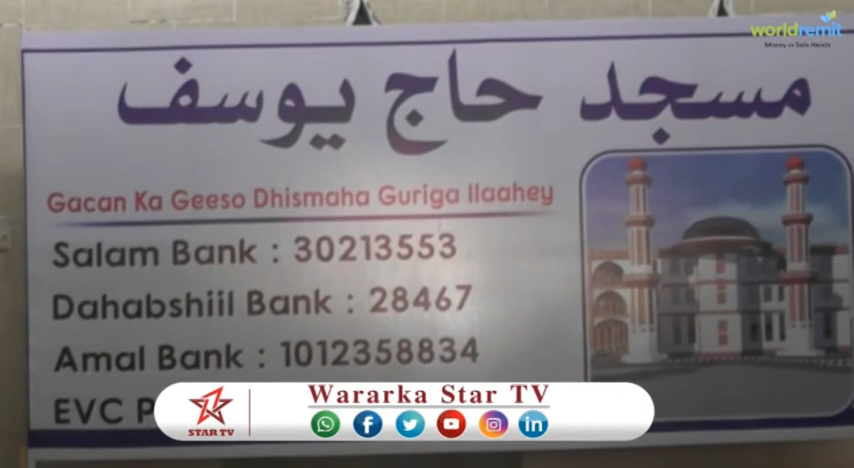 worldremit
Money in Safe Hands
مسجد حاج يوسف
Gacan Ka Geeso Dhismaha Guriga Ilaahey
Salam Bank : 30213553
Dahabshiil Bank : 28467
Amal Bank : 1012358834
EVC P
Wararka Star TV
STAR TV